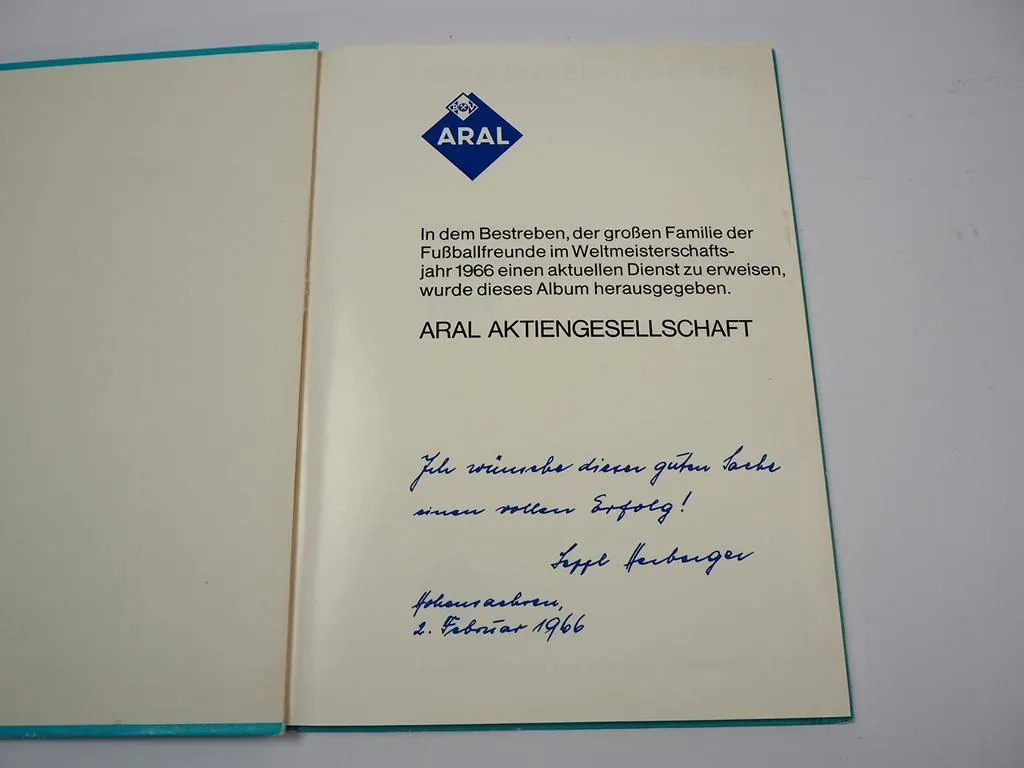 BV
ARAL
In dem Bestreben, der großen Familie der
Fußballfreunde im Weltmeisterschafts-
jahr 1966 einen aktuellen Dienst zu erweisen,
wurde dieses Album herausgegeben.
ARAL AKTIENGESELLSCHAFT
Ich wünsche dieser guten Sache
einen vollen Erfolg!
Seppl Herberger
Hohensachsen,
2. Februar 1966